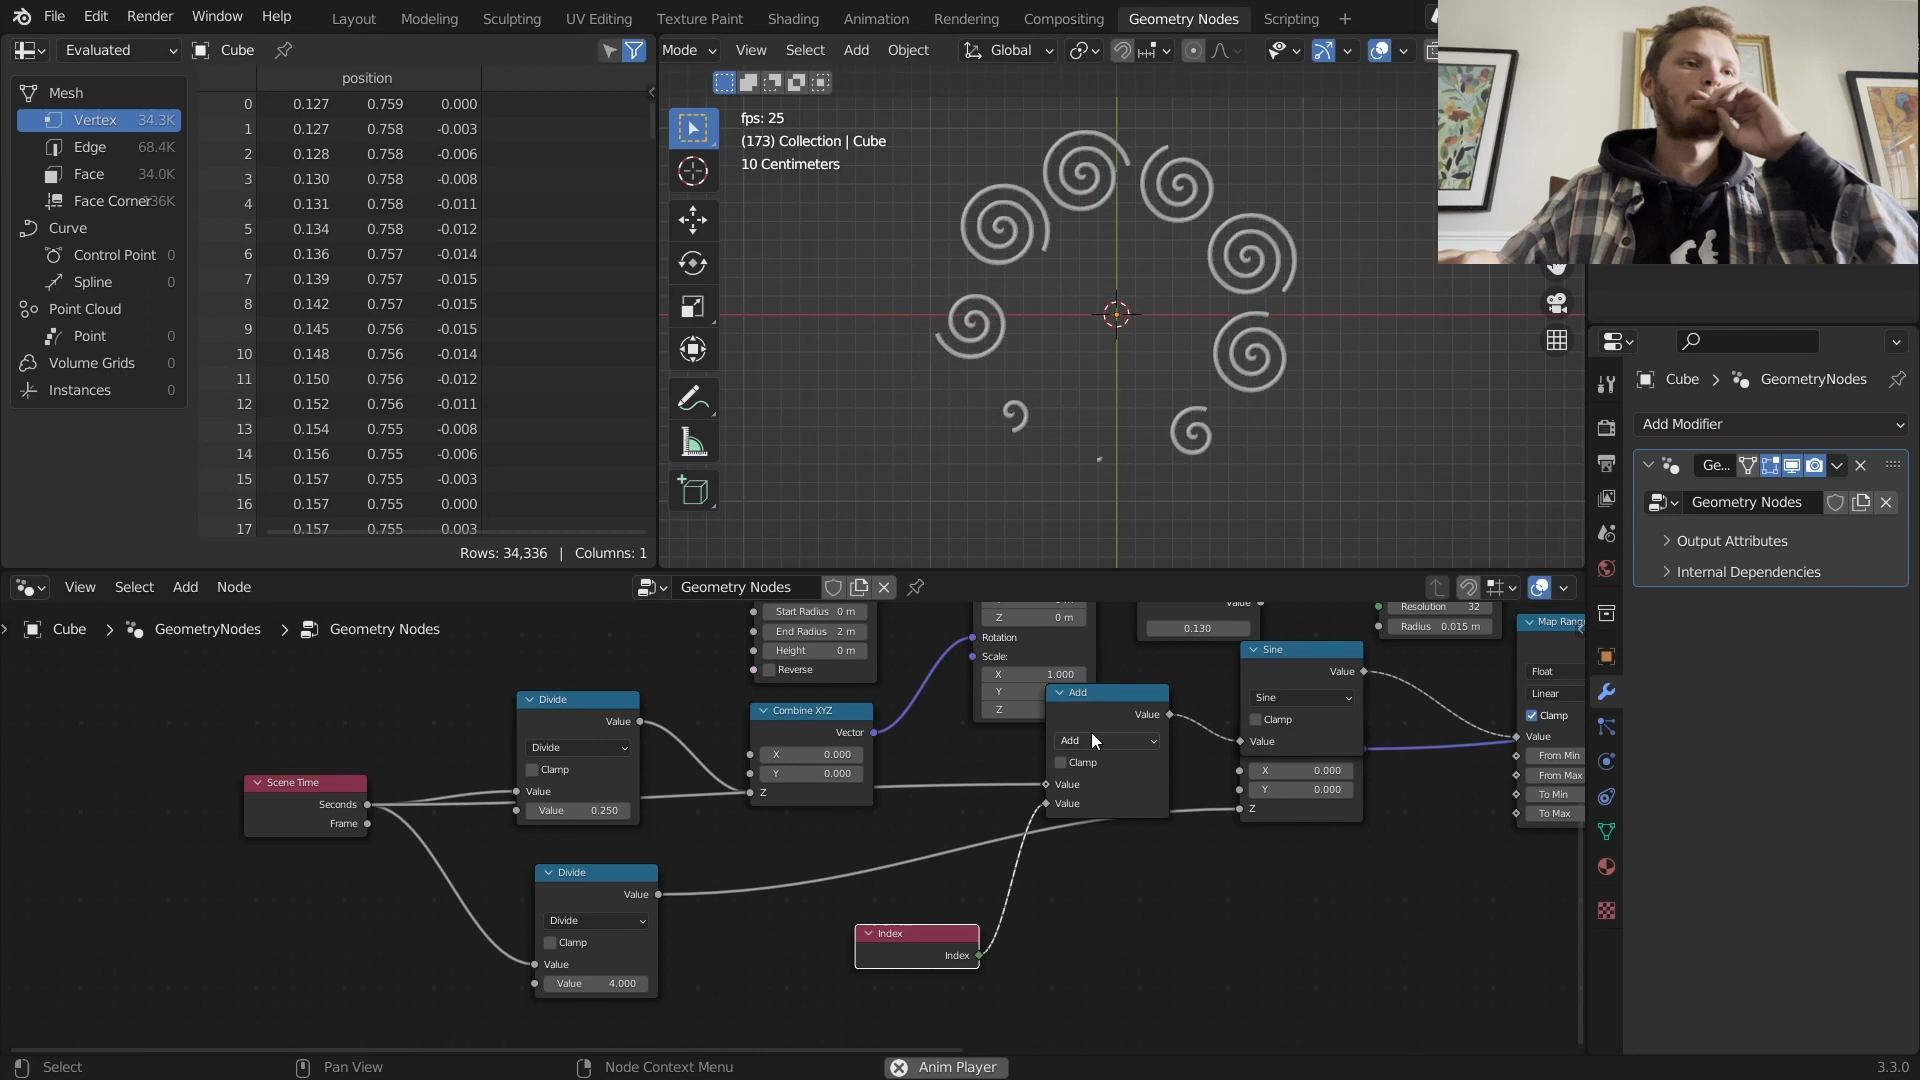 File Edit Render Window Help
Layout Modeling Sculpting UV Editing Texture Paint Shading Animation Rendering Compositing Geometry Nodes Scripting
Evaluated Cube
position
Mesh
Vertex 34.3K
Edge 68.4K
Face 34.0K
Face Corner 36K
Curve
Control Point 0
Spline 0
Point Cloud
Point 0
Volume Grids 0
Instances 0
0 0.127 0.759 0.000
1 0.127 0.758 -0.003
2 0.128 0.758 -0.006
3 0.130 0.758 -0.008
4 0.131 0.758 -0.011
5 0.134 0.758 -0.012
6 0.136 0.757 -0.014
7 0.139 0.757 -0.015
8 0.142 0.757 -0.015
9 0.145 0.756 -0.015
10 0.148 0.756 -0.014
11 0.150 0.756 -0.012
12 0.152 0.756 -0.011
13 0.154 0.755 -0.008
14 0.156 0.755 -0.006
15 0.157 0.755 -0.003
16 0.157 0.755 0.000
17 0.157 0.755 0.003
Rows: 34,336 | Columns: 1
Mode View Select Add Object Global
fps: 25
(173) Collection | Cube
10 Centimeters
Cube > GeometryNodes
Add Modifier
Ge...
Geometry Nodes
Output Attributes
Internal Dependencies
View Select Add Node
Geometry Nodes
Cube > GeometryNodes > Geometry Nodes
Start Radius 0 m
End Radius 2 m
Height 0 m
Reverse
Z 0 m
Rotation
Scale:
X 1.000
Y
Z
Value
0.130
Resolution 32
Radius 0.015 m
Scene Time
Seconds
Frame
Divide
Value
Divide
Clamp
Value
Value 0.250
Divide
Value
Divide
Clamp
Value
Value 4.000
Combine XYZ
Vector
X 0.000
Y 0.000
Z
Index
Index
Add
Value
Add
Clamp
Value
Value
Sine
Value
Sine
Clamp
Value
X 0.000
Y 0.000
Z
Map Rang
Float
Linear
Clamp
Value
From Min
From Max
To Min
To Max
Select Pan View Node Context Menu Anim Player 3.3.0